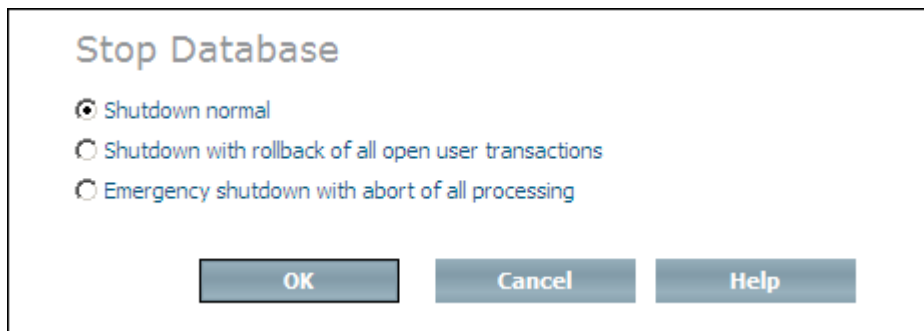 Stop Database
Shutdown normal
Shutdown with rollback of all open user transactions
Emergency shutdown with abort of all processing
OK Cancel Help